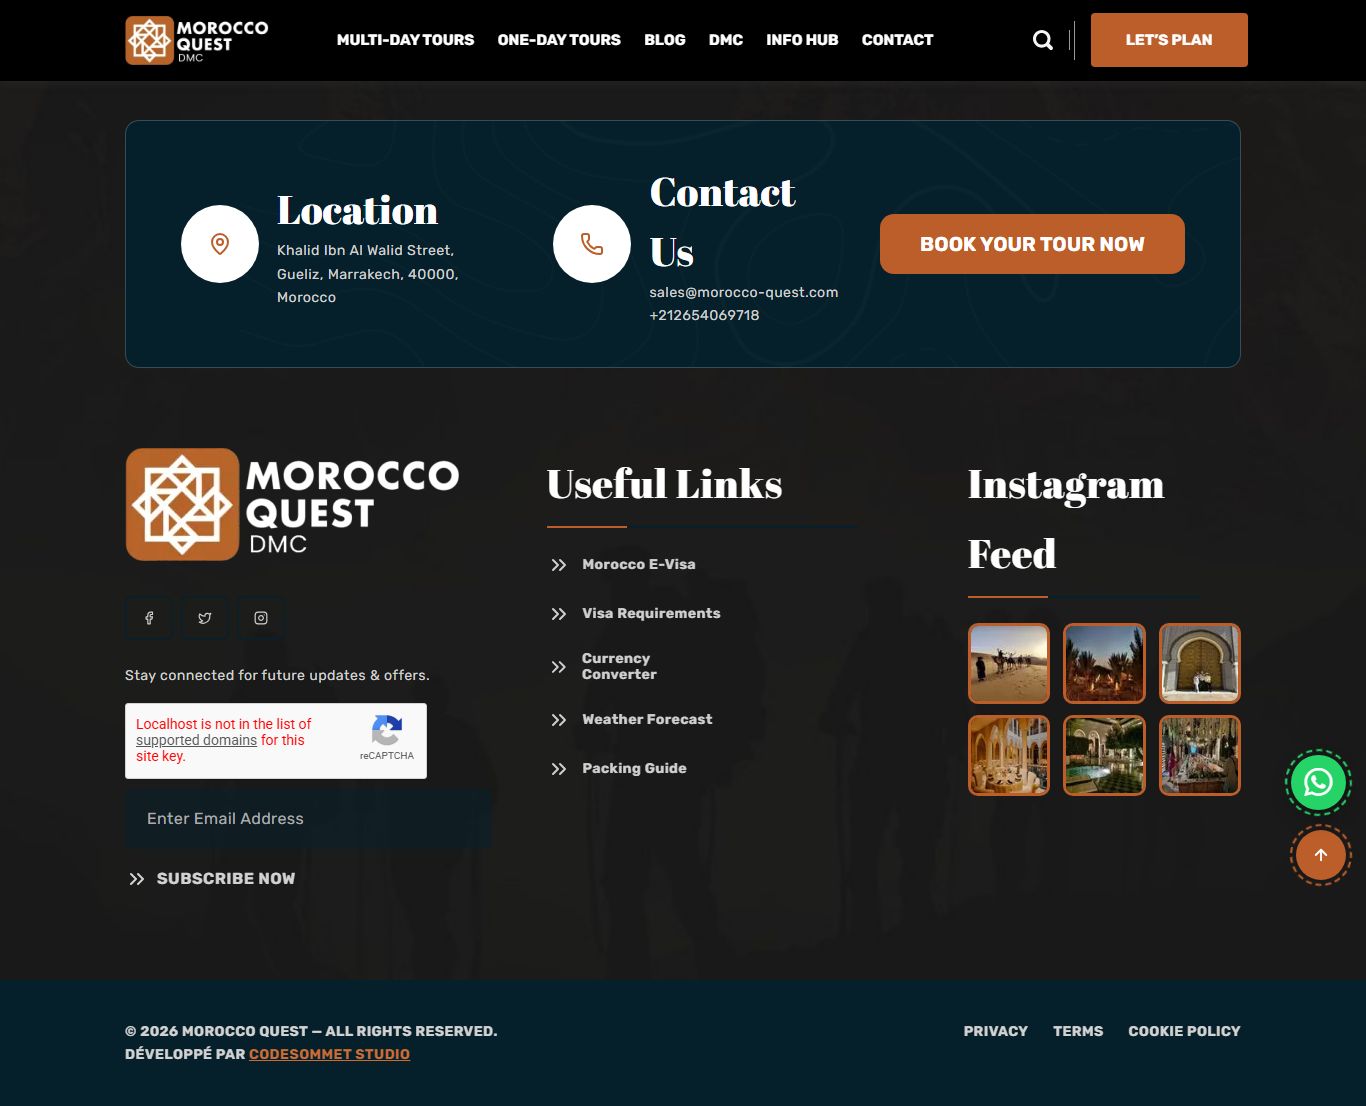 MOROCCO
QUEST
DMC
MULTI-DAY TOURS
ONE-DAY TOURS
BLOG
DMC
INFO HUB
CONTACT
LET'S PLAN
Location
Khalid Ibn Al Walid Street,
Gueliz, Marrakech, 40000,
Morocco
Contact
Us
sales@morocco-quest.com
+212654069718
BOOK YOUR TOUR NOW
MOROCCO
QUEST
DMC
Stay connected for future updates & offers.
Localhost is not in the list of
supported domains for this
site key.
reCAPTCHA
Enter Email Address
SUBSCRIBE NOW
Useful Links
Morocco E-Visa
Visa Requirements
Currency
Converter
Weather Forecast
Packing Guide
Instagram
Feed
© 2026 MOROCCO QUEST – ALL RIGHTS RESERVED.
DÉVELOPPÉ PAR CODESOMMET STUDIO
PRIVACY
TERMS
COOKIE POLICY